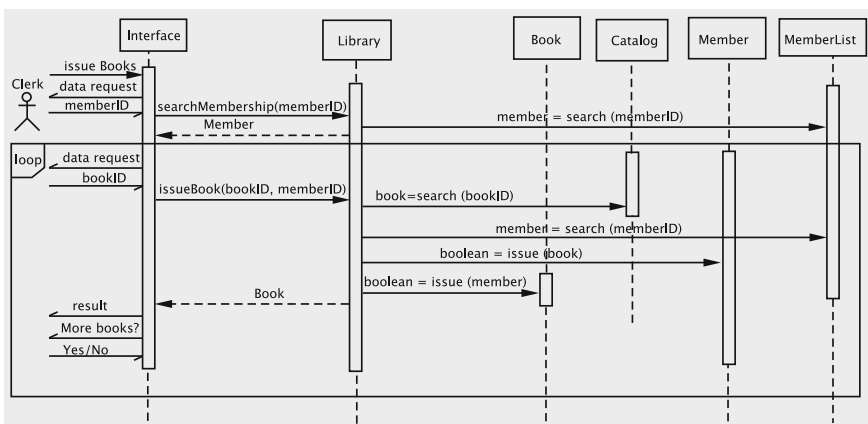 Interface
Library
Book
Catalog
Member
MemberList
Clerk
issue Books
data request
memberID
searchMembership(memberID)
member = search (memberID)
Member
loop
data request
bookID
issueBook(bookID, memberID)
book=search (bookID)
member = search (memberID)
boolean = issue (book)
boolean = issue (member)
Book
result
More books?
Yes/No